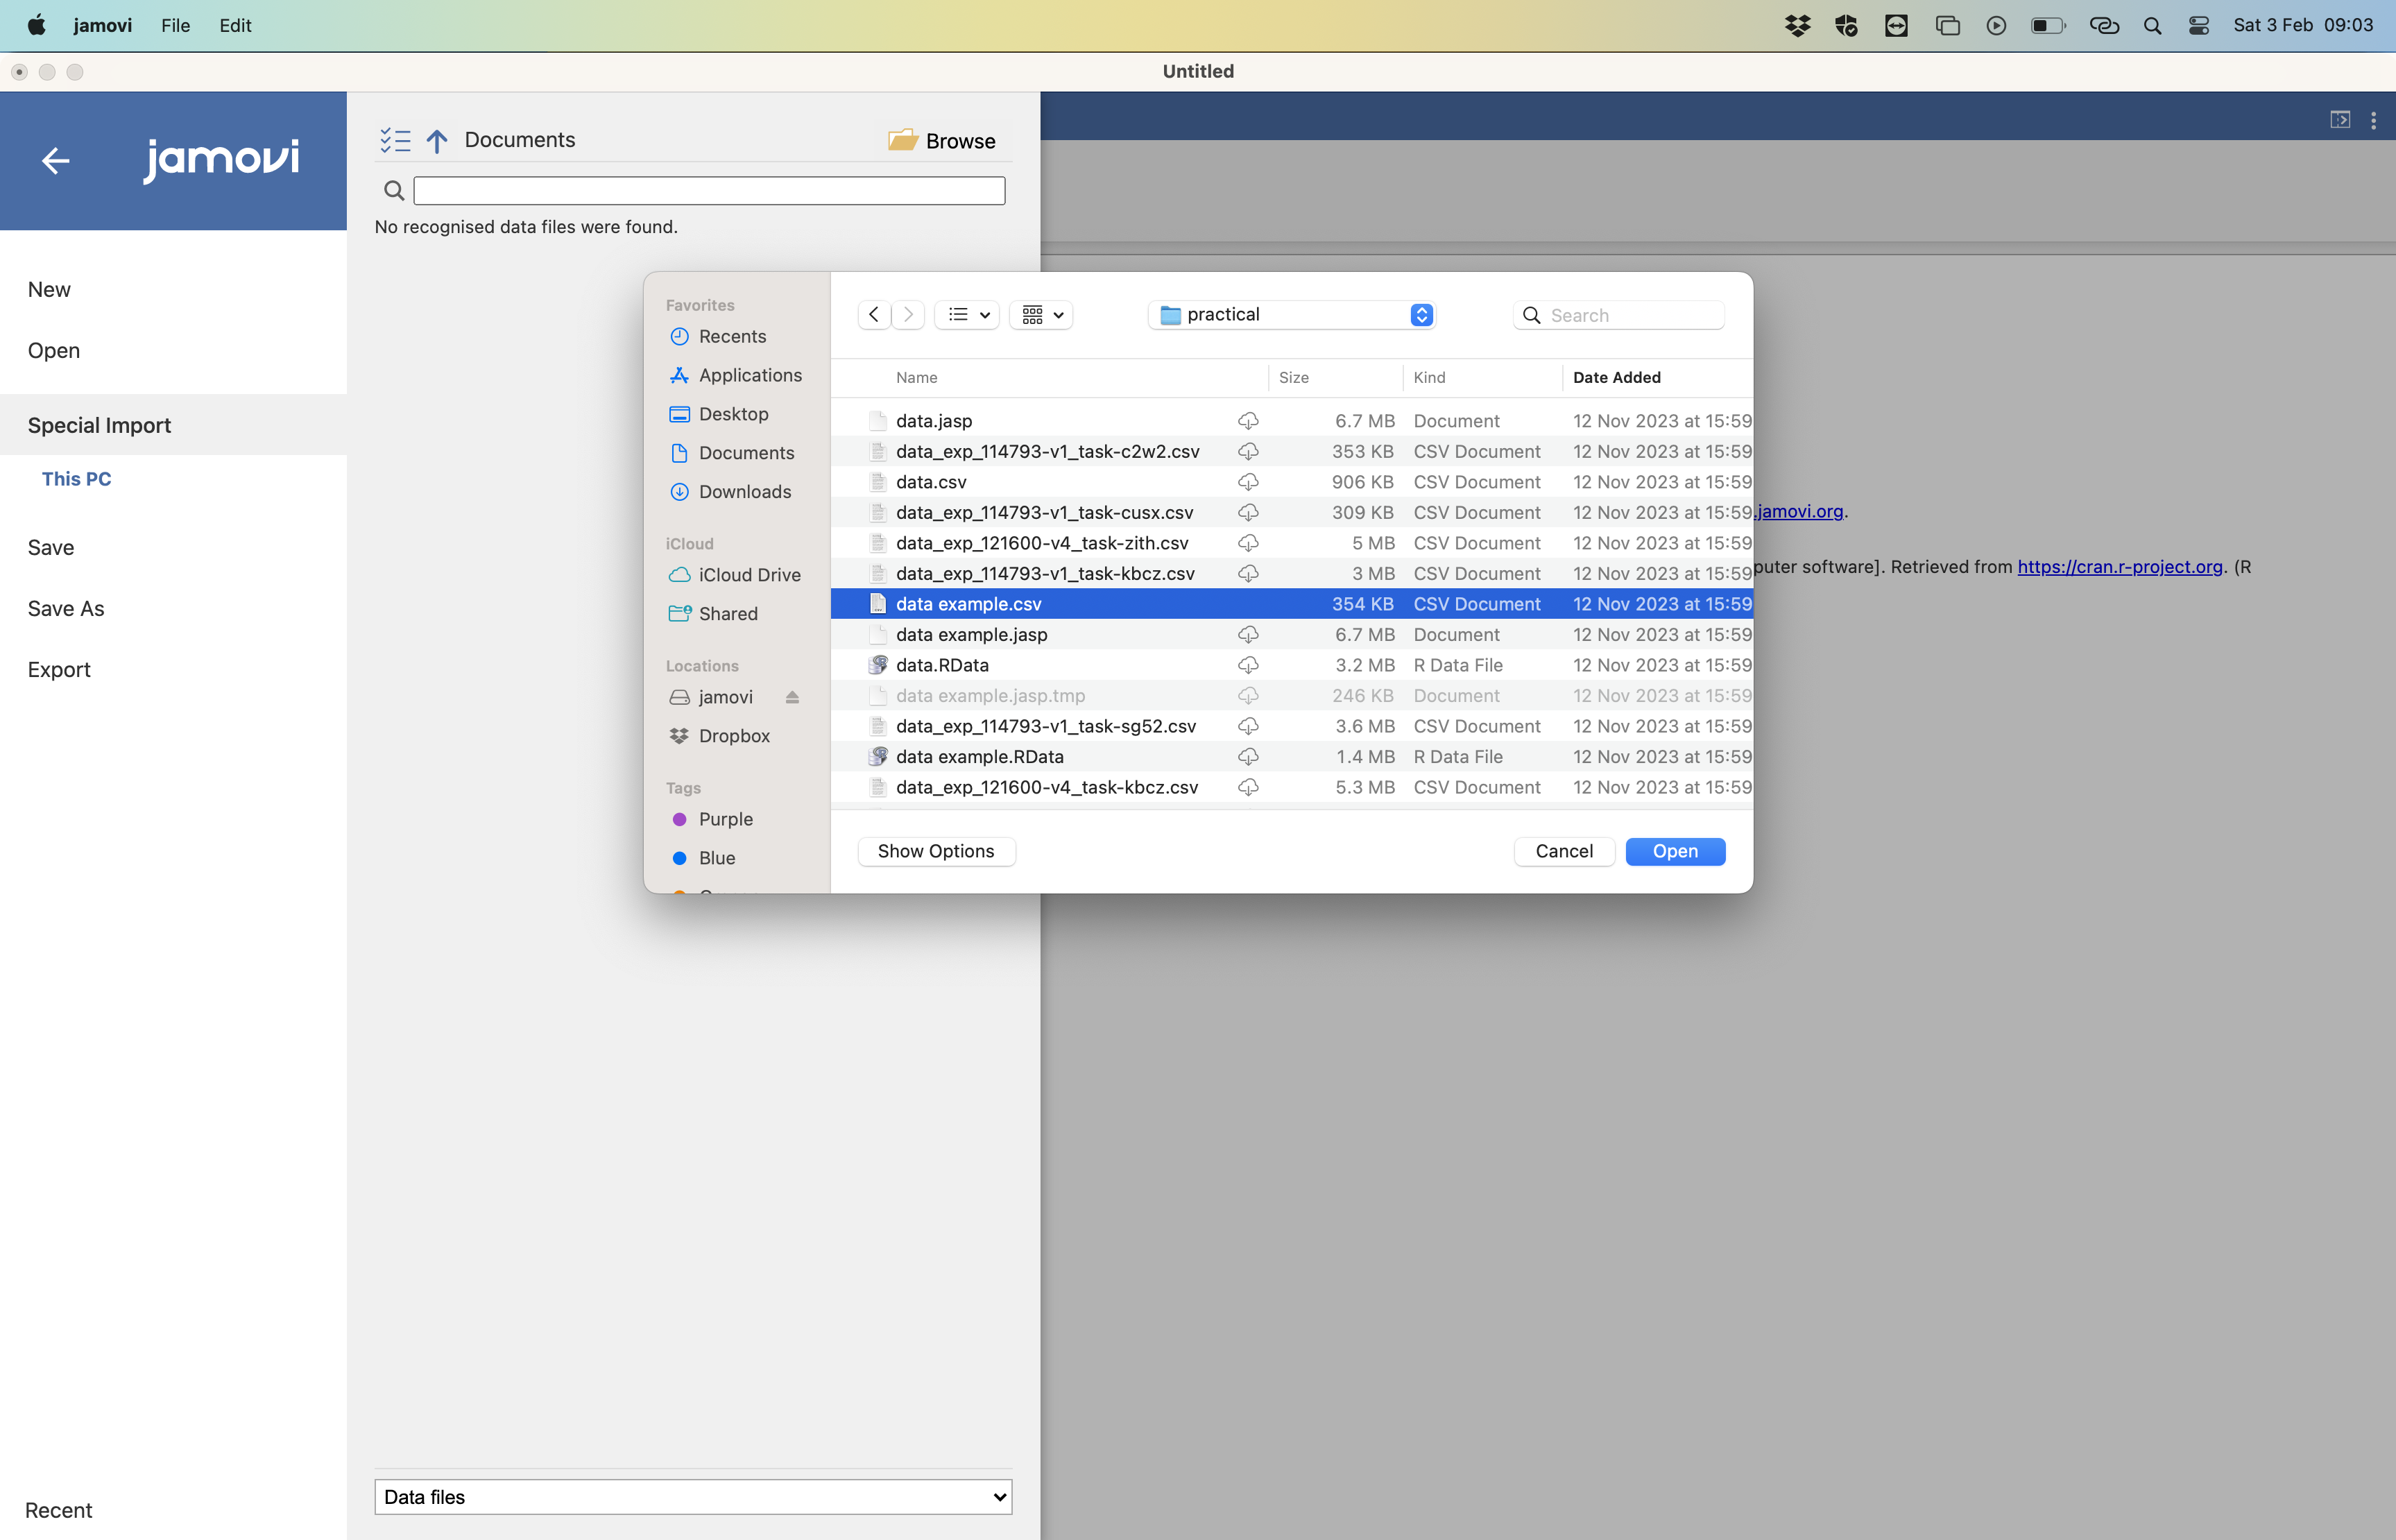 jamovi File Edit Sat 3 Feb 09:03
Untitled
jamovi
Documents Browse
No recognised data files were found.
New
Open
Special Import
This PC
Save
Save As
Export
Recent
Data files
Favorites
Recents
Applications
Desktop
Documents
Downloads
iCloud
iCloud Drive
Shared
Locations
jamovi
Dropbox
Tags
Purple
Blue
practical Search
Name Size Kind Date Added
data.jasp 6.7 MB Document 12 Nov 2023 at 15:59
data_exp_114793-v1_task-c2w2.csv 353 KB CSV Document 12 Nov 2023 at 15:59
data.csv 906 KB CSV Document 12 Nov 2023 at 15:59
data_exp_114793-v1_task-cusx.csv 309 KB CSV Document 12 Nov 2023 at 15:59
data_exp_121600-v4_task-zith.csv 5 MB CSV Document 12 Nov 2023 at 15:59
data_exp_114793-v1_task-kbcz.csv 3 MB CSV Document 12 Nov 2023 at 15:59
data example.csv 354 KB CSV Document 12 Nov 2023 at 15:59
data example.jasp 6.7 MB Document 12 Nov 2023 at 15:59
data.RData 3.2 MB R Data File 12 Nov 2023 at 15:59
data example.jasp.tmp 246 KB Document 12 Nov 2023 at 15:59
data_exp_114793-v1_task-sg52.csv 3.6 MB CSV Document 12 Nov 2023 at 15:59
data example.RData 1.4 MB R Data File 12 Nov 2023 at 15:59
data_exp_121600-v4_task-kbcz.csv 5.3 MB CSV Document 12 Nov 2023 at 15:59
Show Options Cancel Open
.jamovi.org.
puter software]. Retrieved from https://cran.r-project.org. (R